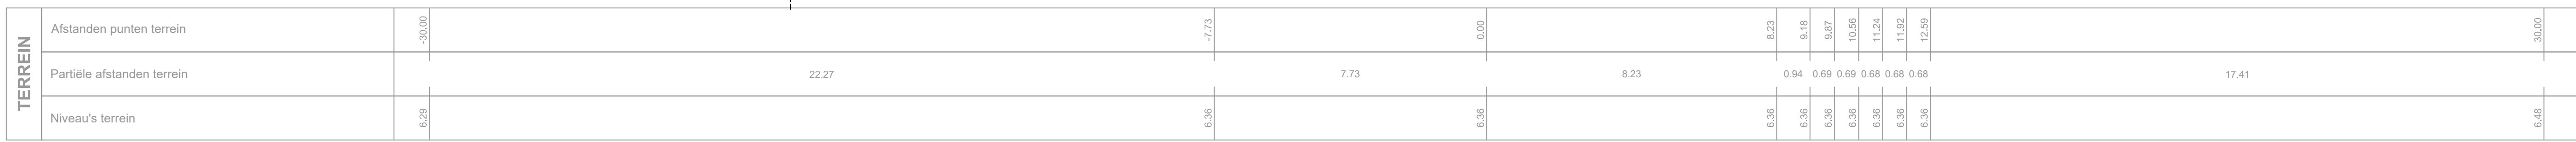 TERREIN
Afstanden punten terrein -30.00 -7.73 0.00 8.23 9.18 9.87 10.56 11.24 11.92 12.59 30.00
Partiële afstanden terrein 22.27 7.73 8.23 0.94 0.69 0.69 0.68 0.68 0.68 17.41
Niveau's terrein 6.29 6.36 6.36 6.36 6.36 6.36 6.36 6.36 6.36 6.36 6.48